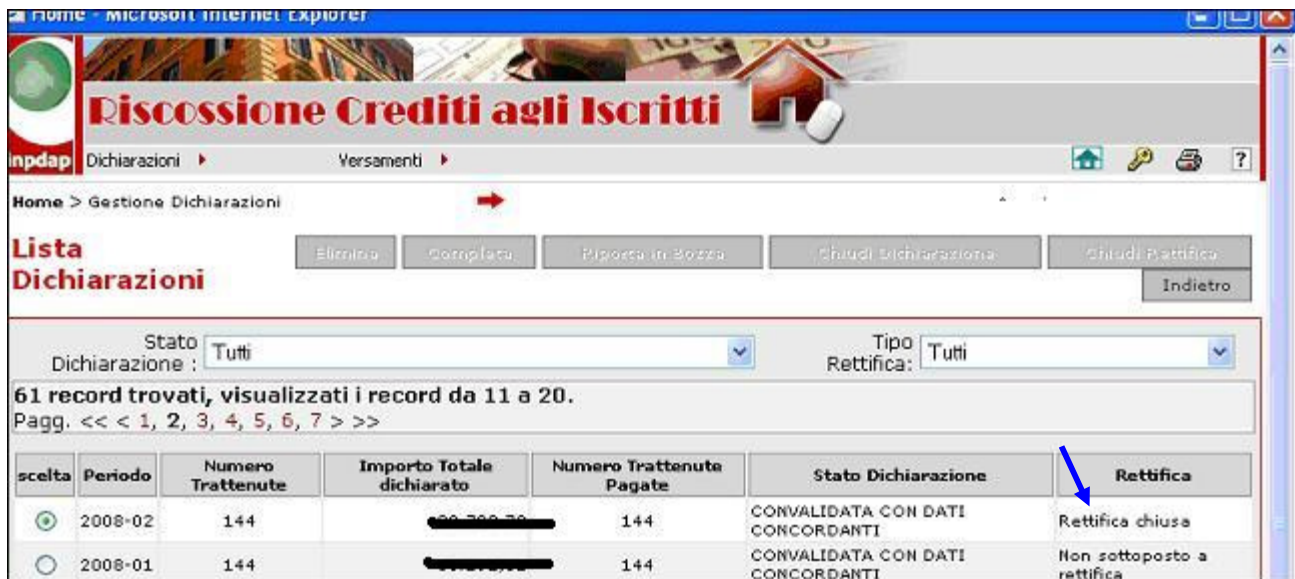 Home - Microsoft Internet Explorer
Riscossione Crediti agli Iscritti
inpdap Dichiarazioni Versamenti ?
Home > Gestione Dichiarazioni
Lista Dichiarazioni
Elimina Completa Riporta in Bozza Chiudi Dichiarazione Chiudi Rettifica
Indietro
Stato Dichiarazione : Tutti Tipo Rettifica: Tutti
61 record trovati, visualizzati i record da 11 a 20.
Pagg. << < 1, 2, 3, 4, 5, 6, 7 > >>
scelta Periodo Numero Trattenute Importo Totale dichiarato Numero Trattenute Pagate Stato Dichiarazione Rettifica
2008-02 144 144 CONVALIDATA CON DATI CONCORDANTI Rettifica chiusa
2008-01 144 144 CONVALIDATA CON DATI CONCORDANTI Non sottoposto a rettifica